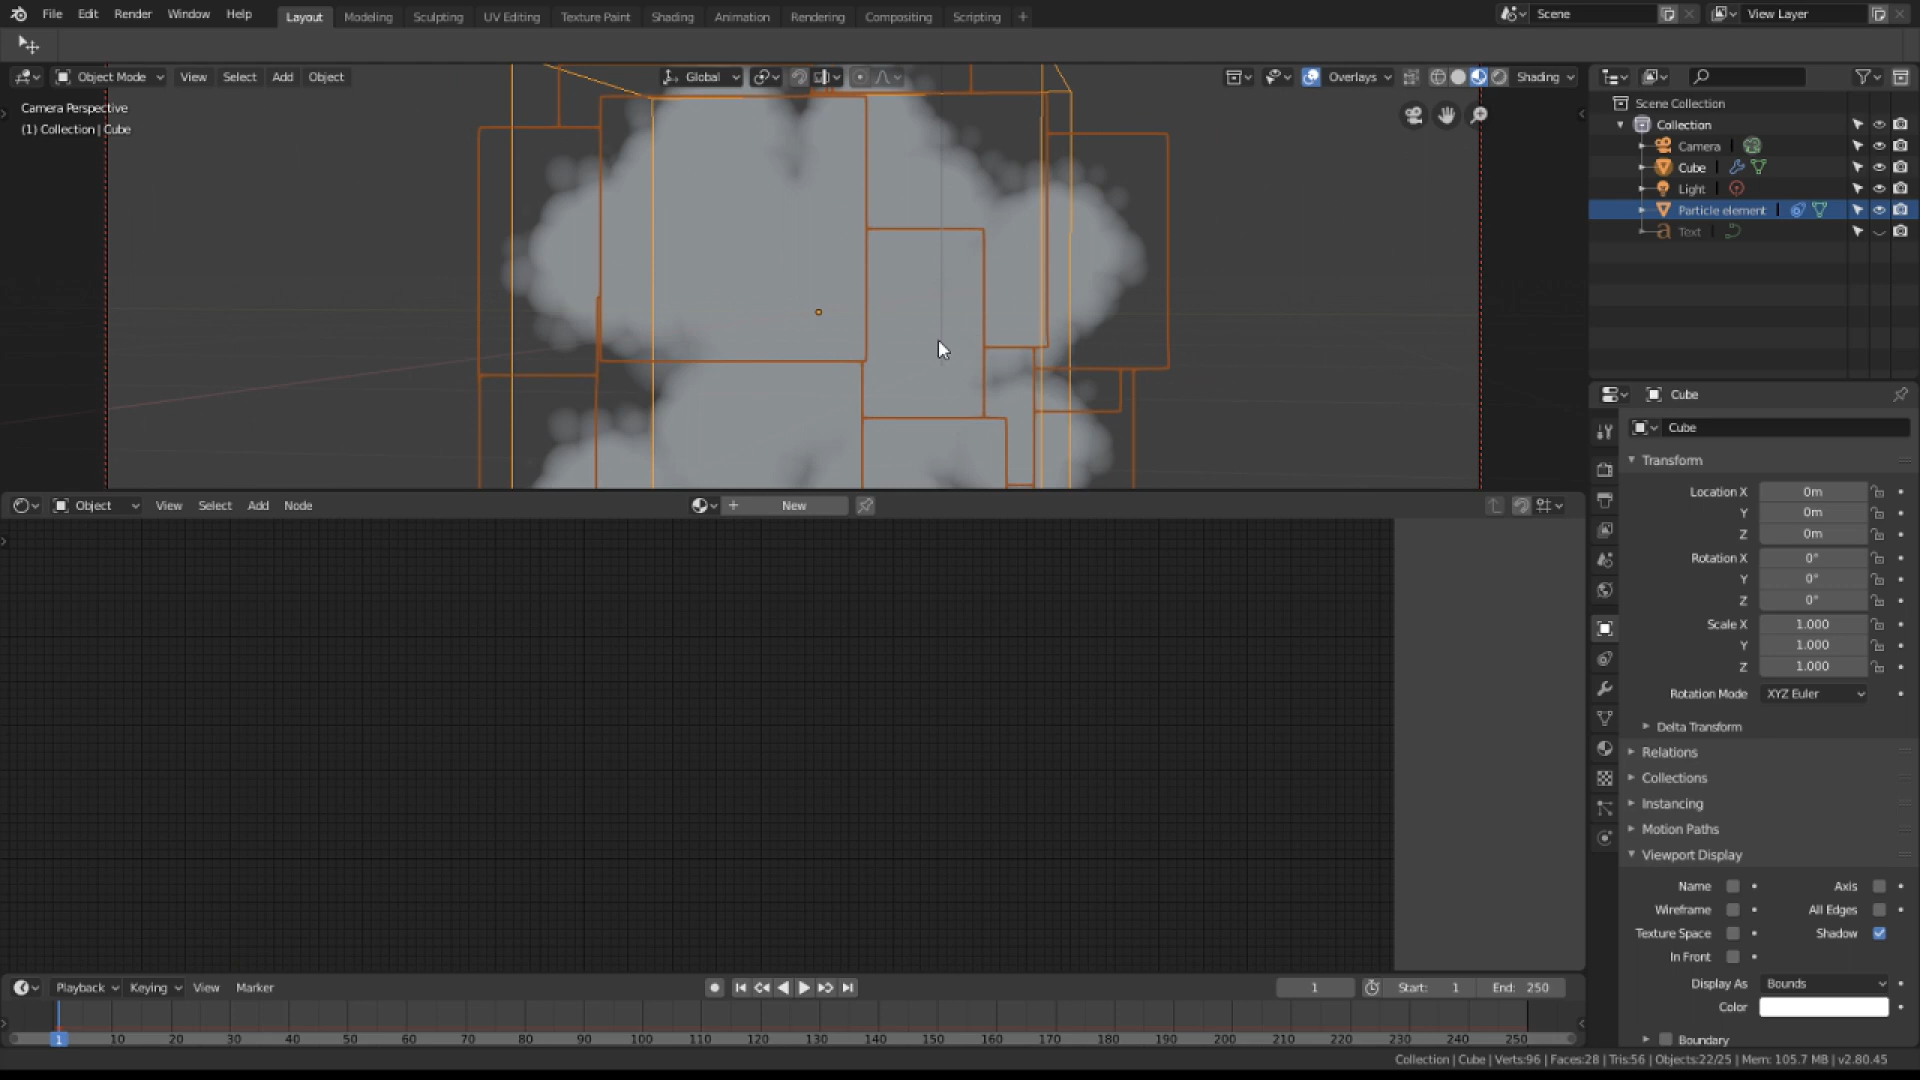 File Edit Render Window Help Layout Modeling Sculpting UV Editing Texture Paint Shading Animation Rendering Compositing Scripting + Scene View Layer
Object Mode View Select Add Object Global Overlays Shading
Camera Perspective
(1) Collection | Cube
Scene Collection
Collection
Camera
Cube
Light
Particle element
Text
Cube
Cube
Transform
Location X 0m
Y 0m
Z 0m
Rotation X 0°
Y 0°
Z 0°
Scale X 1.000
Y 1.000
Z 1.000
Rotation Mode XYZ Euler
Delta Transform
Relations
Collections
Instancing
Motion Paths
Viewport Display
Name Axis
Wireframe All Edges
Texture Space Shadow
In Front
Display As Bounds
Color
Boundary
Object View Select Add Node + New
Playback Keying View Marker 1 Start: 1 End: 250
1 10 20 30 40 50 60 70 80 90 100 110 120 130 140 150 160 170 180 190 200 210 220 230 240 250
Collection | Cube | Verts:96 | Faces:28 | Tris:56 | Objects:22/25 | Mem: 105.7 MB | v2.80.45